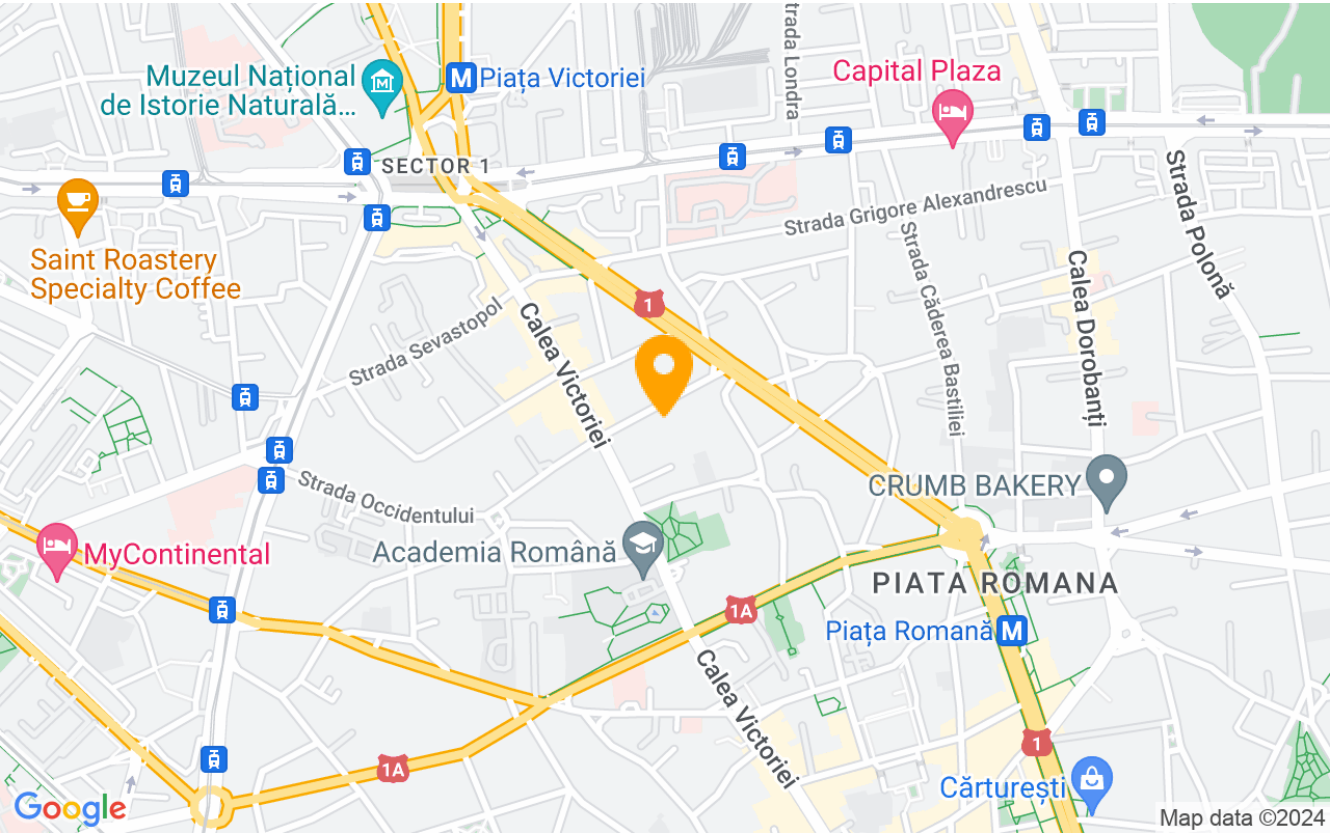 Muzeul Național
de Istorie Naturală...
M Piața Victoriei
trada Londra
Capital Plaza
SECTOR 1
Strada Grigore Alexandrescu
Strada Polonă
Saint Roastery
Specialty Coffee
Strada Căderea Bastiliei
Calea Dorobanți
1
Strada Sevastopol
Calea Victoriei
CRUMB BAKERY
Strada Occidentului
Academia Română
MyContinental
PIATA ROMANA
1A
Piața Romană M
Calea Victoriei
1
1A
Cărturești
Google
Map data ©2024